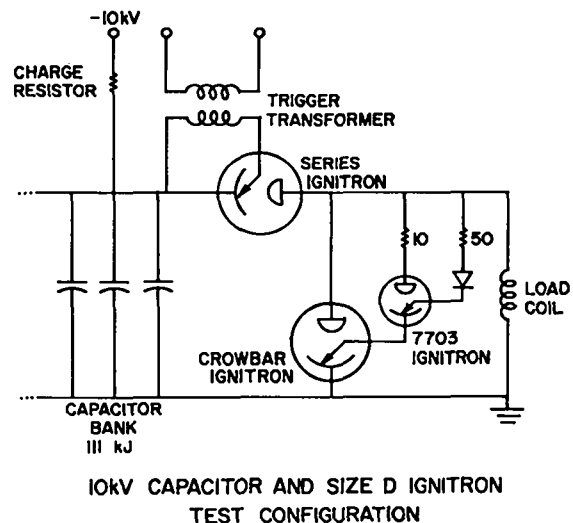 -10kV
CHARGE
RESISTOR
TRIGGER
TRANSFORMER
SERIES
IGNITRON
10
50
LOAD
COIL
7703
IGNITRON
CROWBAR
IGNITRON
CAPACITOR
BANK
111 kJ
10kV CAPACITOR AND SIZE D IGNITRON
TEST CONFIGURATION